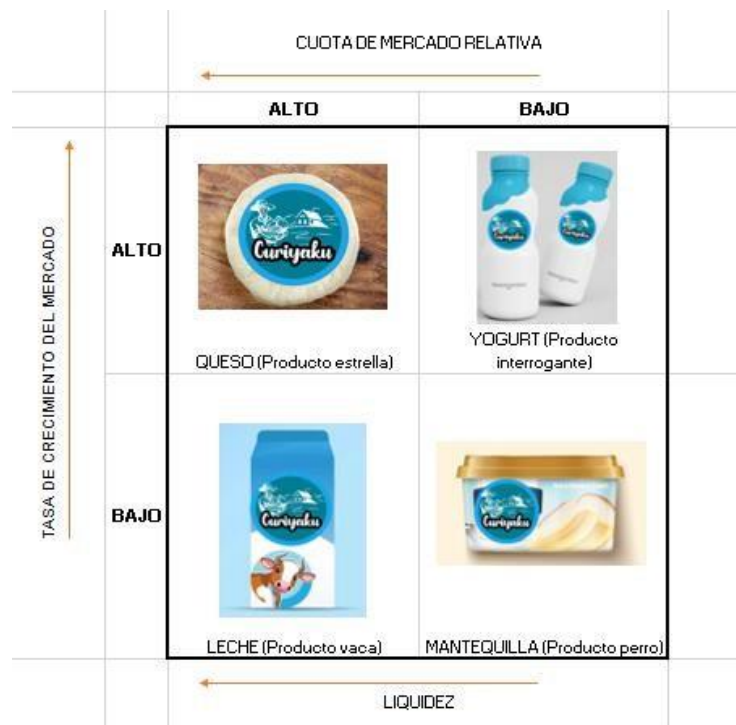 CUOTA DE MERCADO RELATIVA
ALTO
BAJO
TASA DE CRECIMIENTO DEL MERCADO
ALTO
Curiyaku
Curiyaku
Curiyaku
QUESO (Producto estrella)
YOGURT (Producto
interrogante)
BAJO
Curiyaku
Curiyaku
LECHE (Producto vaca)
MANTEQUILLA (Producto perro)
LIQUIDEZ